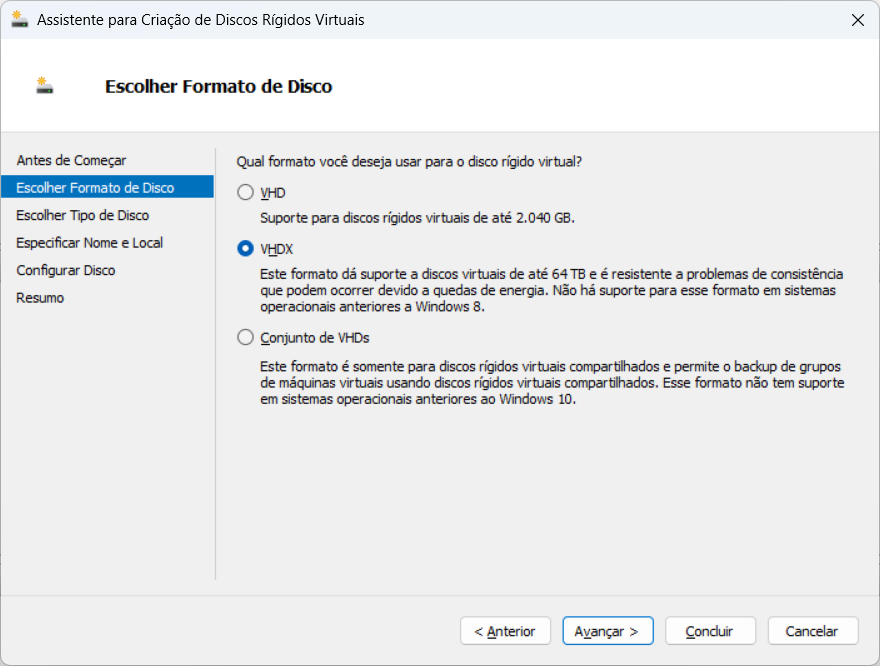 Assistente para Criação de Discos Rígidos Virtuais
Escolher Formato de Disco
Antes de Começar
Escolher Formato de Disco
Escolher Tipo de Disco
Especificar Nome e Local
Configurar Disco
Resumo
Qual formato você deseja usar para o disco rígido virtual?
VHD
Suporte para discos rígidos virtuais de até 2.040 GB.
VHDX
Este formato dá suporte a discos virtuais de até 64 TB e é resistente a problemas de consistência
que podem ocorrer devido a quedas de energia. Não há suporte para esse formato em sistemas
operacionais anteriores a Windows 8.
Conjunto de VHDs
Este formato é somente para discos rígidos virtuais compartilhados e permite o backup de grupos
de máquinas virtuais usando discos rígidos virtuais compartilhados. Esse formato não tem suporte
em sistemas operacionais anteriores ao Windows 10.
< Anterior
Avançar >
Concluir
Cancelar